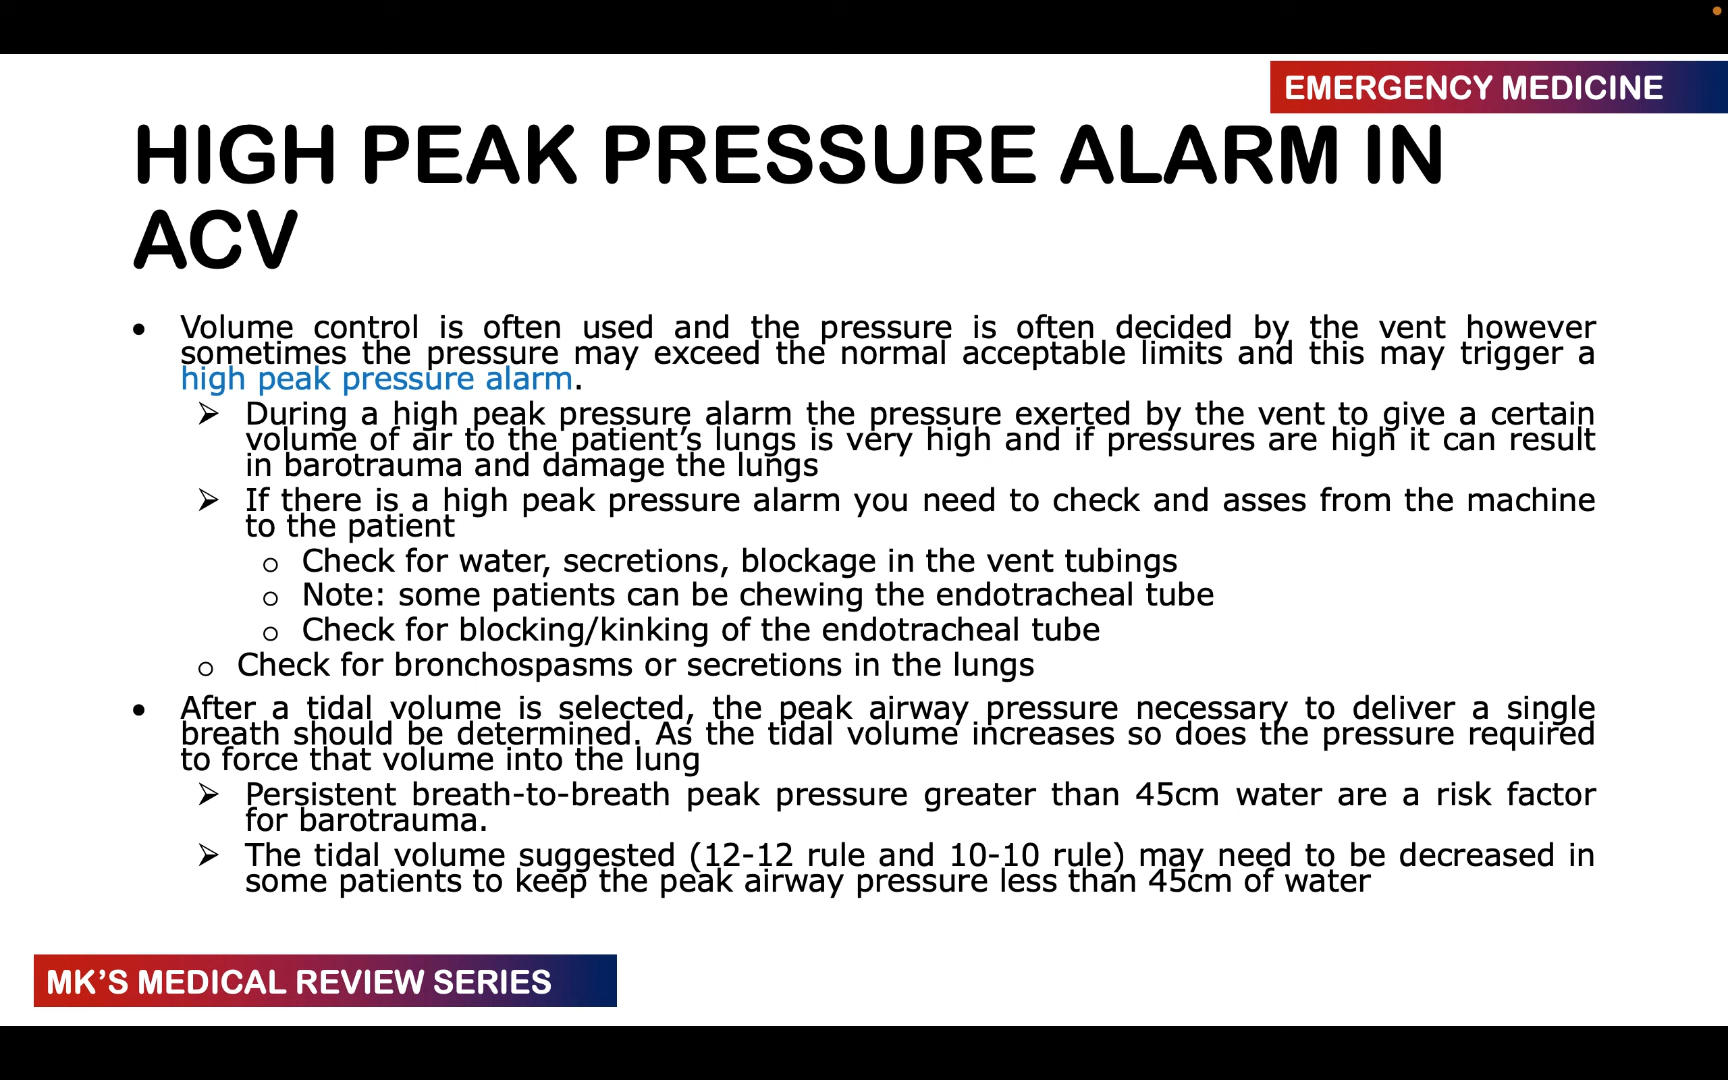 EMERGENCY MEDICINE
HIGH PEAK PRESSURE ALARM IN
ACV
• Volume control is often used and the pressure is often decided by the vent however
sometimes the pressure may exceed the normal acceptable limits and this may trigger a
high peak pressure alarm.
➢ During a high peak pressure alarm the pressure exerted by the vent to give a certain
volume of air to the patient’s lungs is very high and if pressures are high it can result
in barotrauma and damage the lungs
➢ If there is a high peak pressure alarm you need to check and asses from the machine
to the patient
o Check for water, secretions, blockage in the vent tubings
o Note: some patients can be chewing the endotracheal tube
o Check for blocking/kinking of the endotracheal tube
o Check for bronchospasms or secretions in the lungs
• After a tidal volume is selected, the peak airway pressure necessary to deliver a single
breath should be determined. As the tidal volume increases so does the pressure required
to force that volume into the lung
➢ Persistent breath-to-breath peak pressure greater than 45cm water are a risk factor
for barotrauma.
➢ The tidal volume suggested (12-12 rule and 10-10 rule) may need to be decreased in
some patients to keep the peak airway pressure less than 45cm of water
MK’S MEDICAL REVIEW SERIES